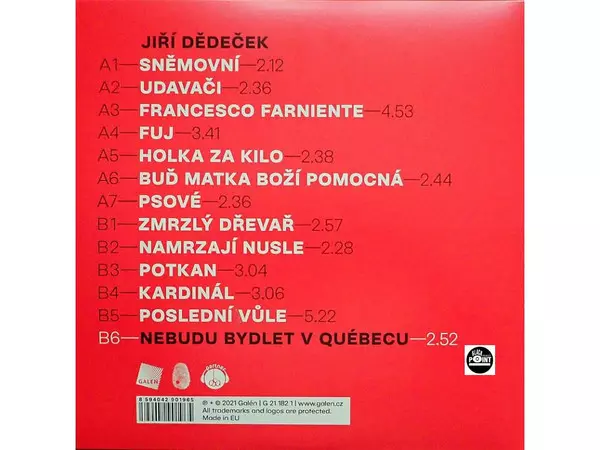 JIŘÍ DĚDEČEK
A1—SNĚMOVNÍ—2.12
A2—UDAVAČI—2.36
A3—FRANCESCO FARNIENTE—4.53
A4—FUJ—3.41
A5—HOLKA ZA KILO—2.38
A6—BUĎ MATKA BOŽÍ POMOCNÁ—2.44
A7—PSOVÉ—2.36
B1—ZMRZLÝ DŘEVAŘ—2.57
B2—NAMRZAJÍ NUSLE—2.28
B3—POTKAN—3.04
B4—KARDINÁL—3.06
B5—POSLEDNÍ VŮLE—5.22
B6—NEBUDU BYDLET V QUÉBECU—2.52
BLACK
POINT
GALÉN
8 594042 901965
℗ + © 2021 Galén | G 21 182 1 | www.galen.cz
All trademarks and logos are protected.
Made in EU